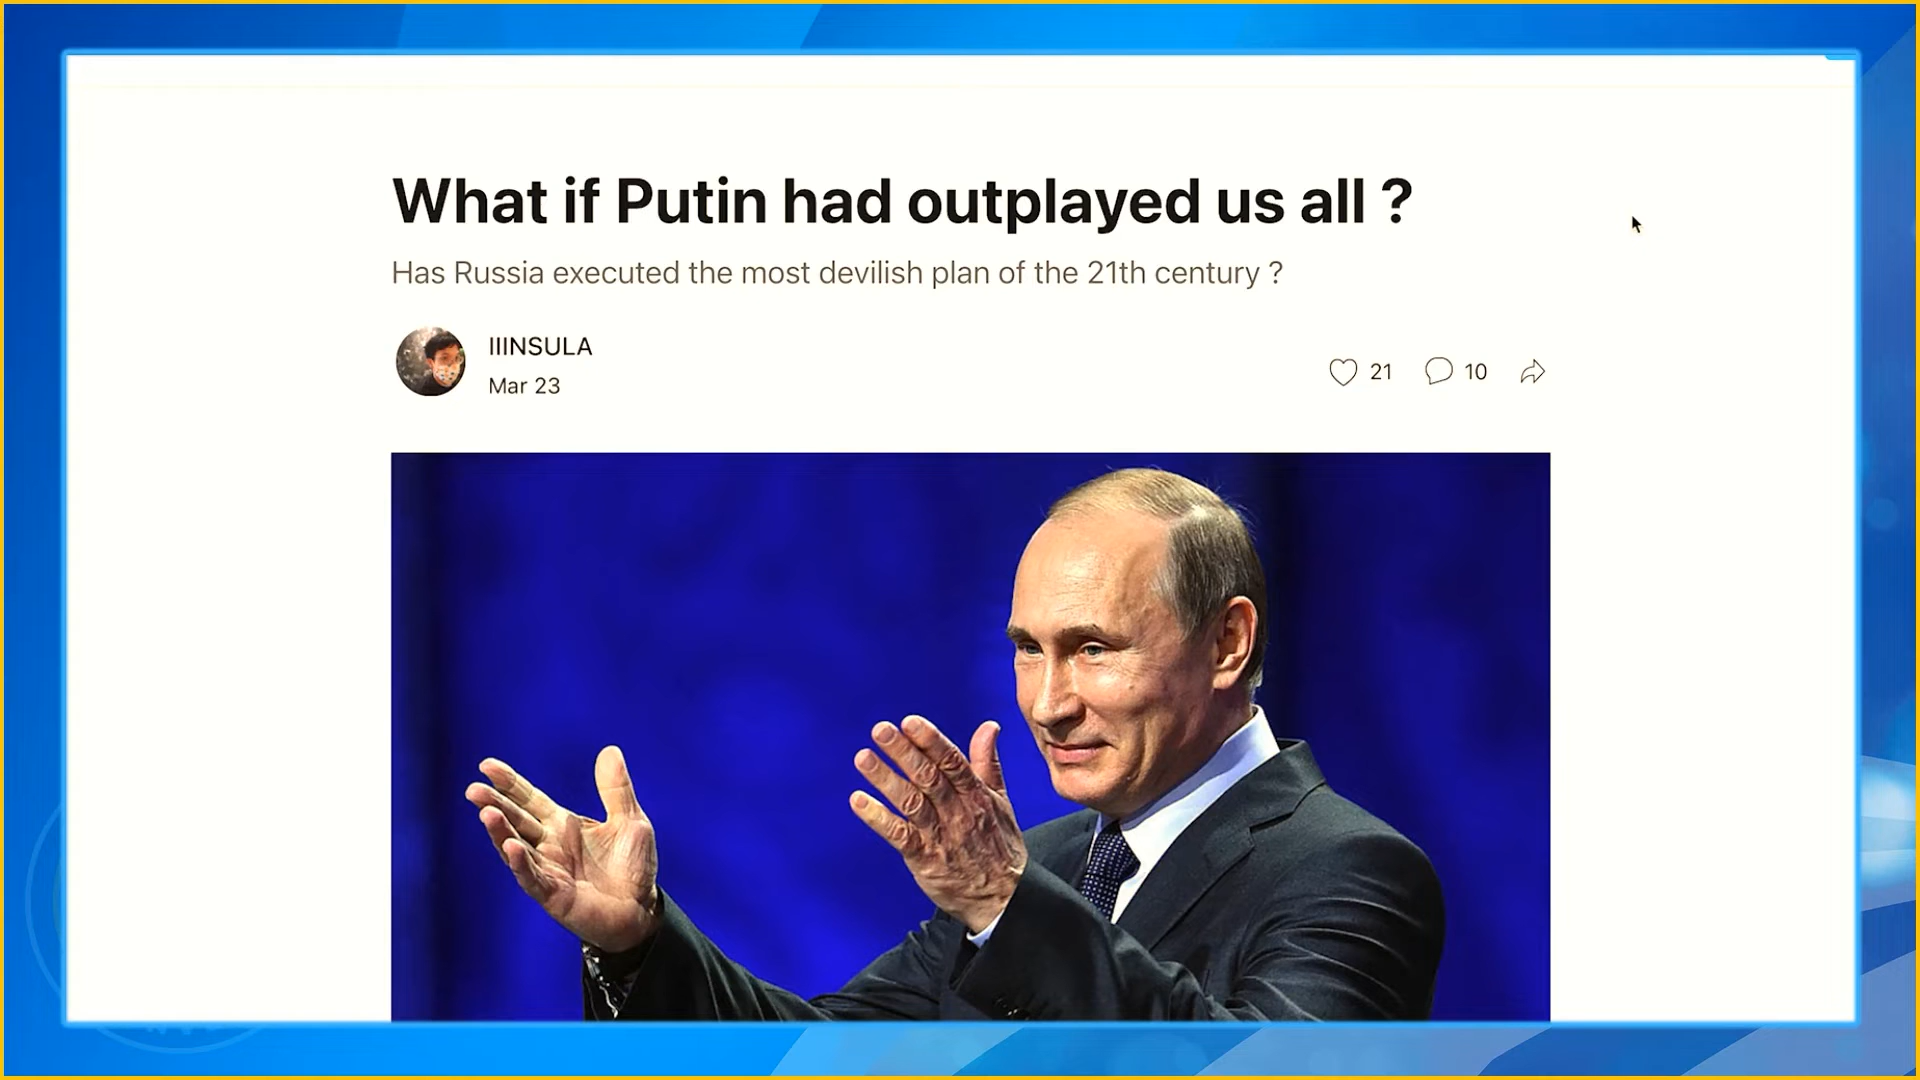 What if Putin had outplayed us all ?
Has Russia executed the most devilish plan of the 21th century ?
IIINSULA
Mar 23
21
10